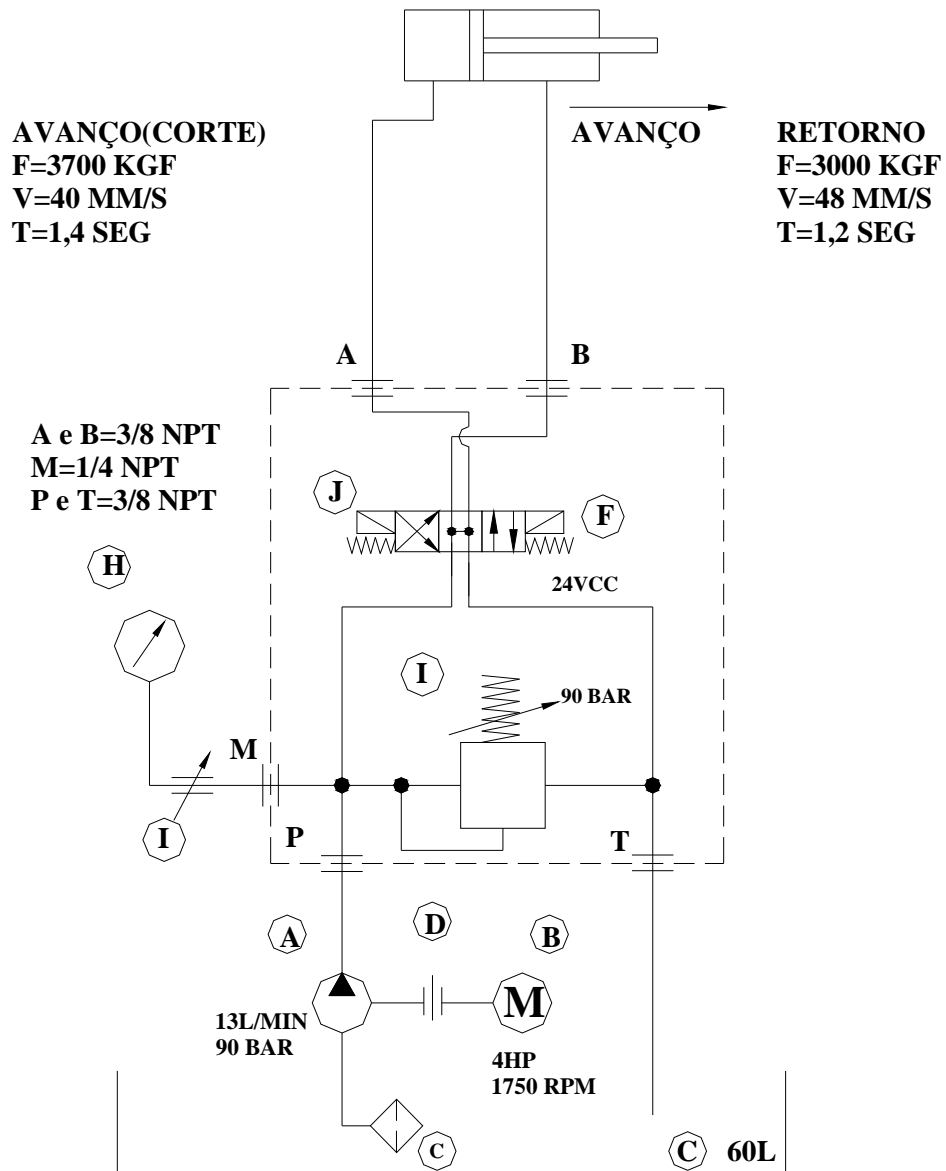 AVANÇO(CORTE)
F=3700 KGF
V=40 MM/S
T=1,4 SEG
AVANÇO
RETORNO
F=3000 KGF
V=48 MM/S
T=1,2 SEG
A
B
A e B=3/8 NPT
M=1/4 NPT
P e T=3/8 NPT
J
F
H
24VCC
I
90 BAR
M
I
P
T
A
D
B
13L/MIN
90 BAR
M
4HP
1750 RPM
C
C
60L